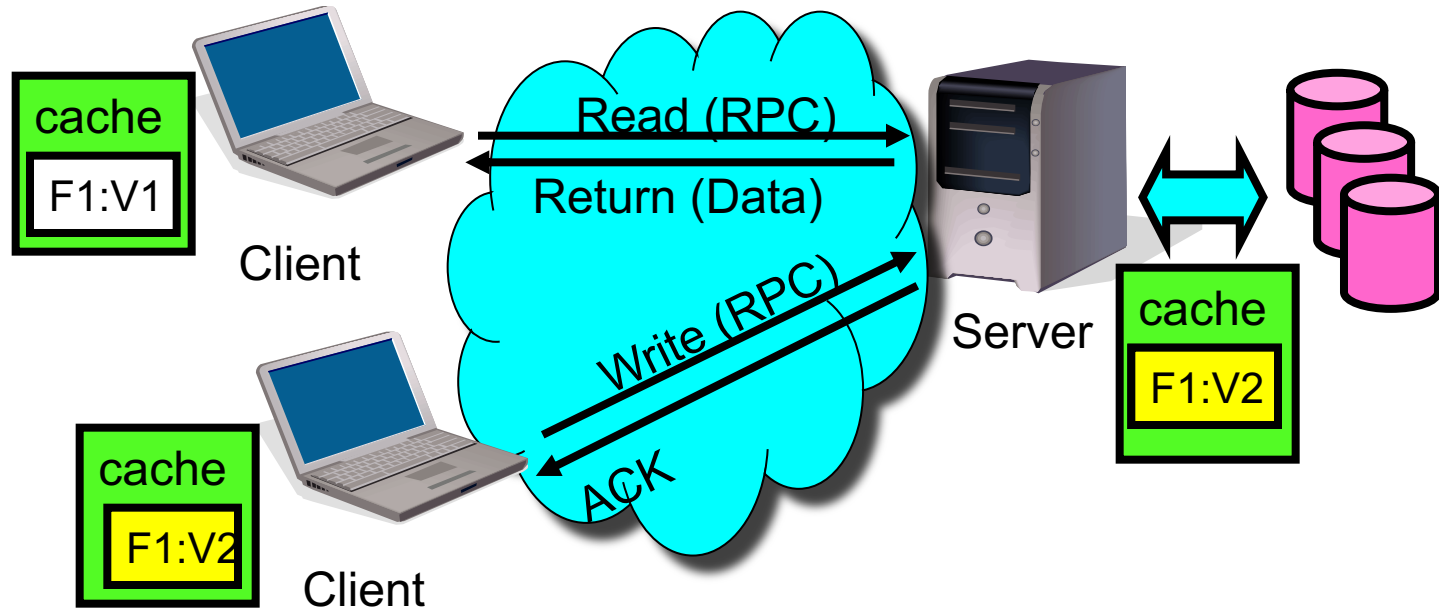 cache
F1:V1
Client
Read (RPC)
Return (Data)
Write (RPC)
ACK
Server
cache
F1:V2
cache
F1:V2
Client